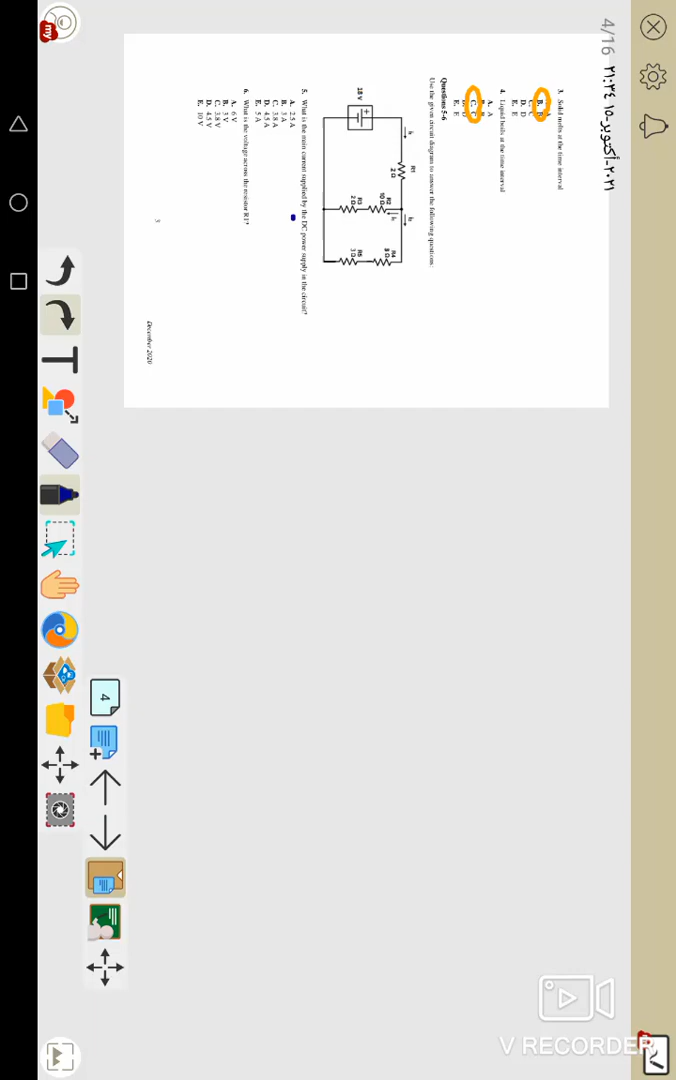 ٢١:٣٤ ١٥-أكتوبر-٢٠٢١
4/16
3. Solid melts at the time interval
A. A
B. B
C. C
D. D
E. E
4. Liquid boils at the time interval
A. A
B. B
C. C
D. D
E. E
Questions 5-6
Use the given circuit diagram to answer the following questions:
18 V
I₁
R1
2 Ω
R2
10 Ω
R3
2 Ω
R4
R5
5. What is the main current supplied by the DC power supply in the circuit?
A. 2.5 A
B. 3 A
C. 3.8 A
D. 4.5 A
E. 5 A
6. What is the voltage across the resistor R1?
A. 6 V
B. 3 V
C. 3.8 V
D. 4.5 V
E. 10 V
3
December 2020
my
T
4
V RECORDER